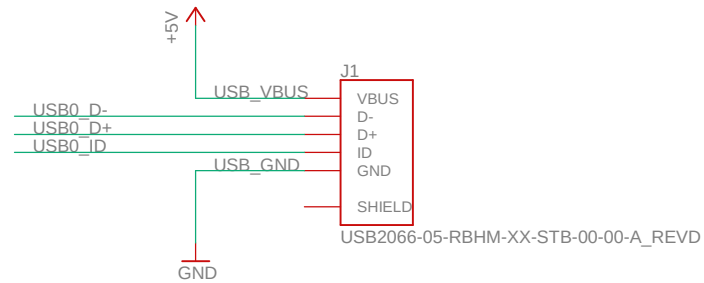 +5V
J1
USB_VBUS
VBUS
USB0_D-
D-
USB0_D+
D+
USB0_ID
ID
USB_GND
GND
SHIELD
USB2066-05-RBHM-XX-STB-00-00-A_REVD
GND